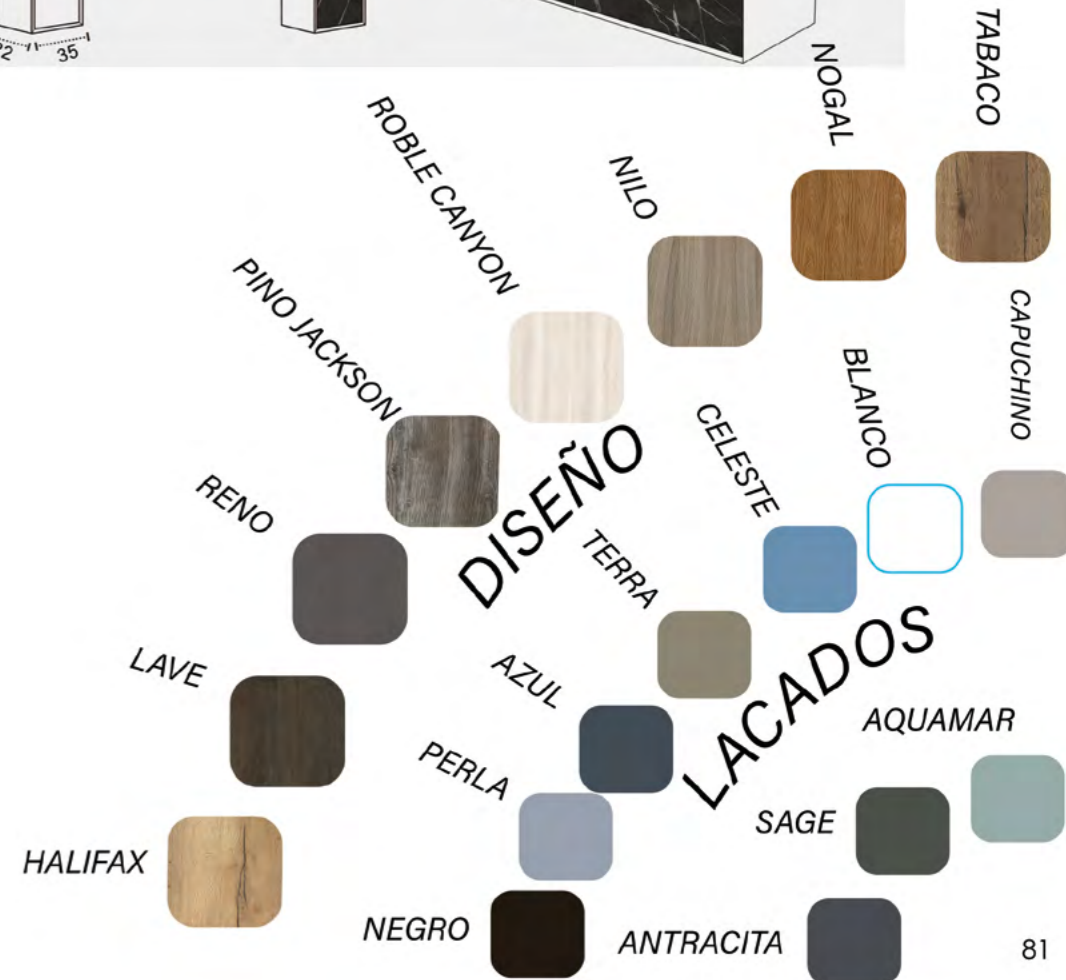 35
TABACO
NOGAL
ROBLE CANYON
NILO
PINO JACKSON
CAPUCHINO
BLANCO
CELESTE
DISEÑO
RENO
TERRA
LAVE
AZUL
LACADOS
AQUAMAR
PERLA
SAGE
HALIFAX
NEGRO
ANTRACITA
81